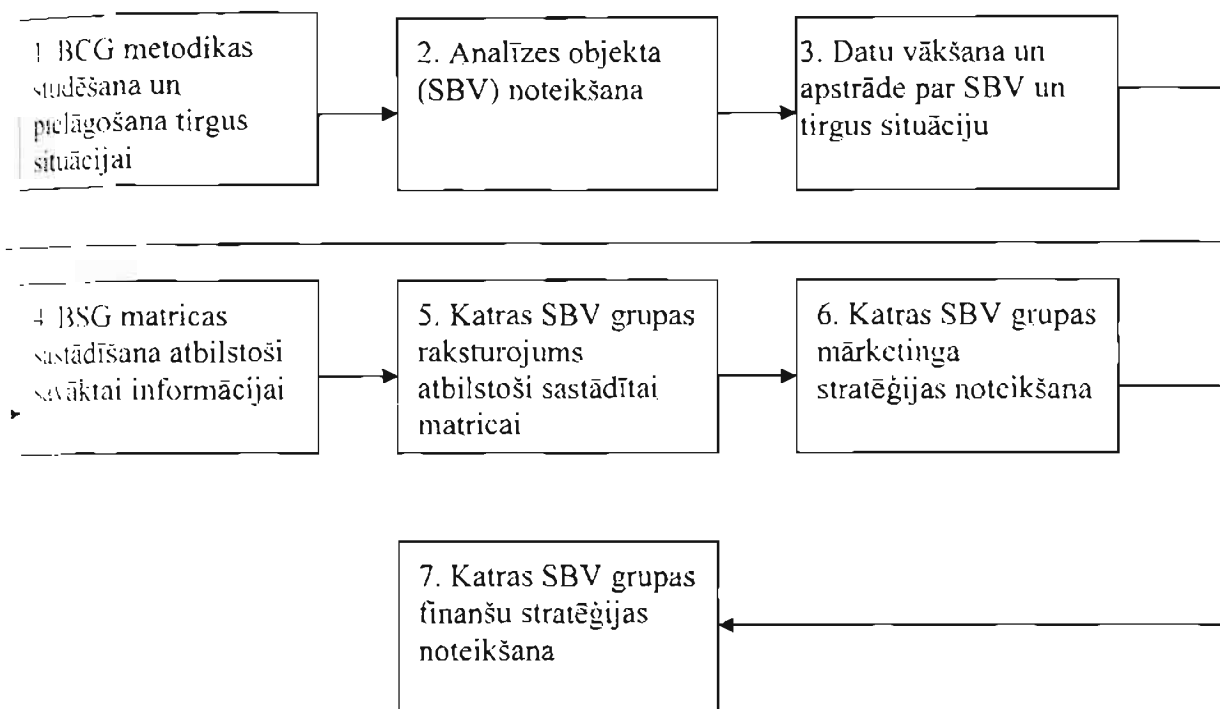 1. BCG metodikas
studēšana un
pielāgošana tirgus
situācijai
2. Analīzes objekta
(SBV) noteikšana
3. Datu vākšana un
apstrāde par SBV un
tirgus situāciju
4. BSG matricas
sastādīšana atbilstoši
savāktai informācijai
5. Katras SBV grupas
raksturojums
atbilstoši sastādītai
matricai
6. Katras SBV grupas
mārketinga
stratēģijas noteikšana
7. Katras SBV grupas
finanšu stratēģijas
noteikšana